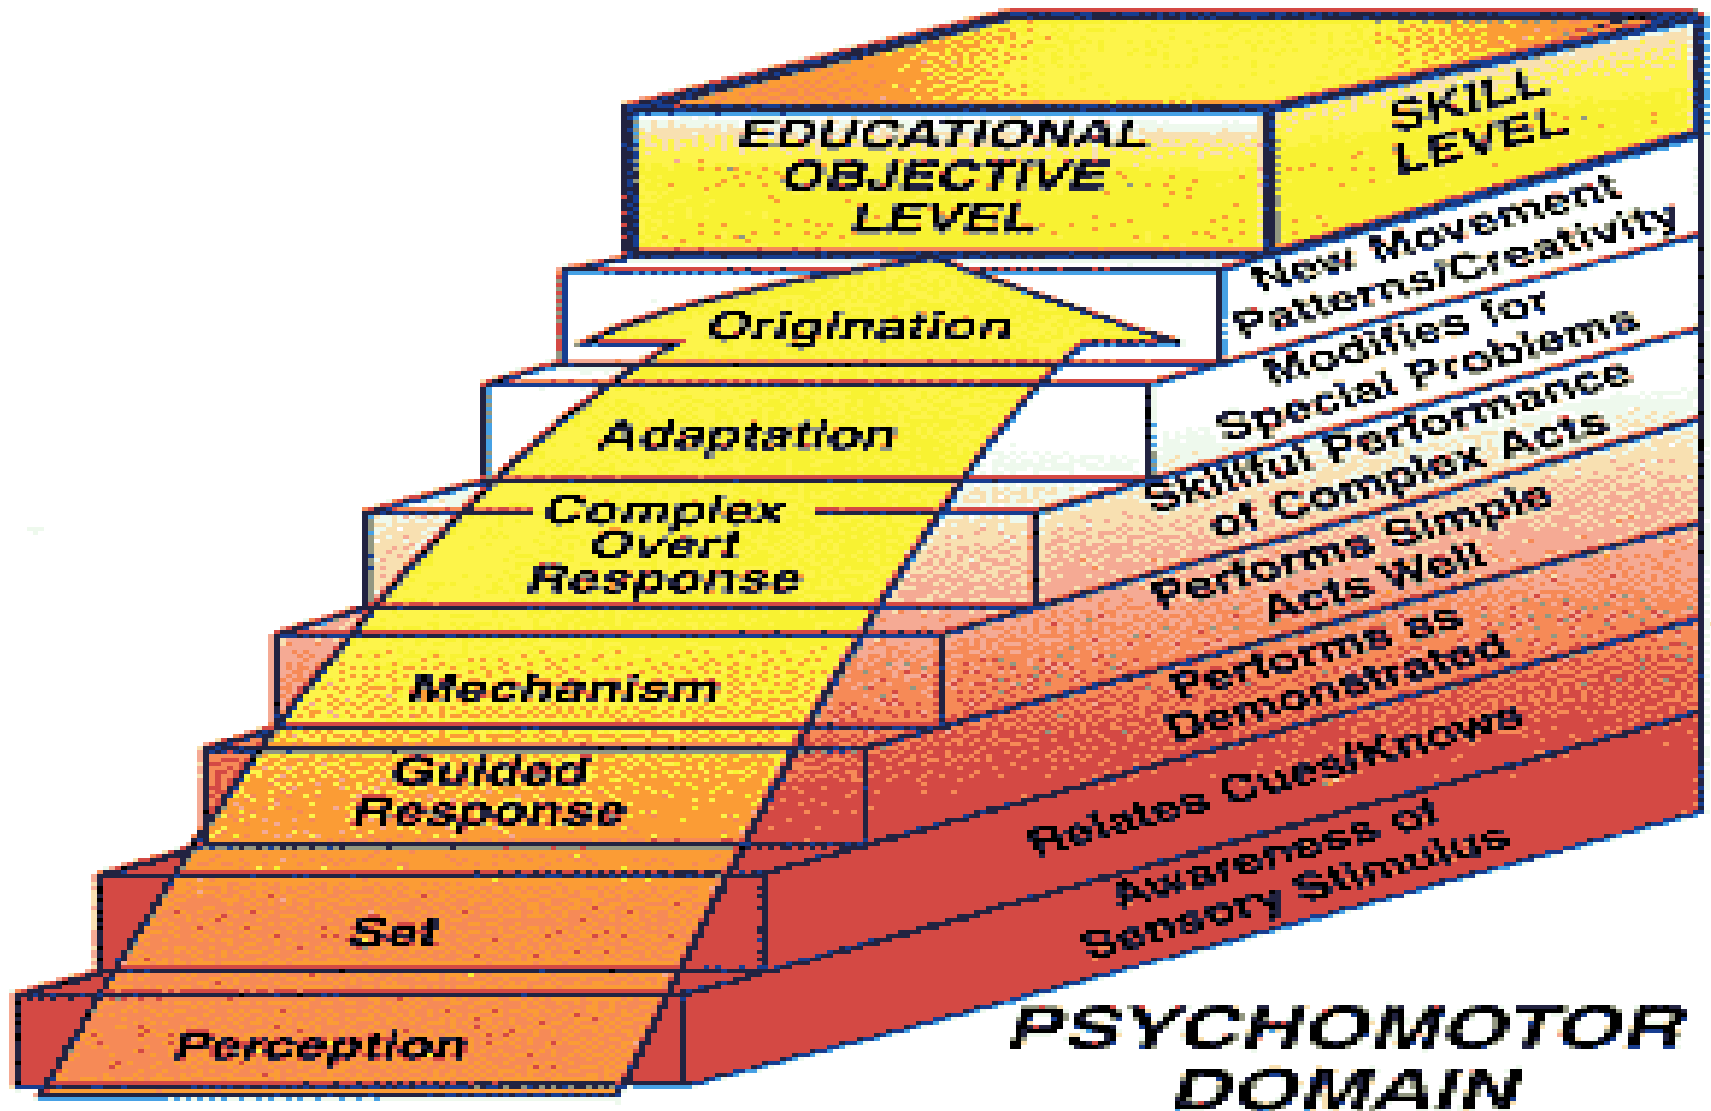 EDUCATIONAL
OBJECTIVE
LEVEL
SKILL
LEVEL
Origination
New Movement
Patterns/Creativity
Adaptation
Modifies for
Special Problems
Complex
Overt
Response
Skillful Performance
of Complex Acts
Mechanism
Performs Simple
Acts Well
Guided
Response
Performs as
Demonstrated
Set
Relates Cues/Knows
Perception
Awareness of
Sensory Stimulus
PSYCHOMOTOR
DOMAIN